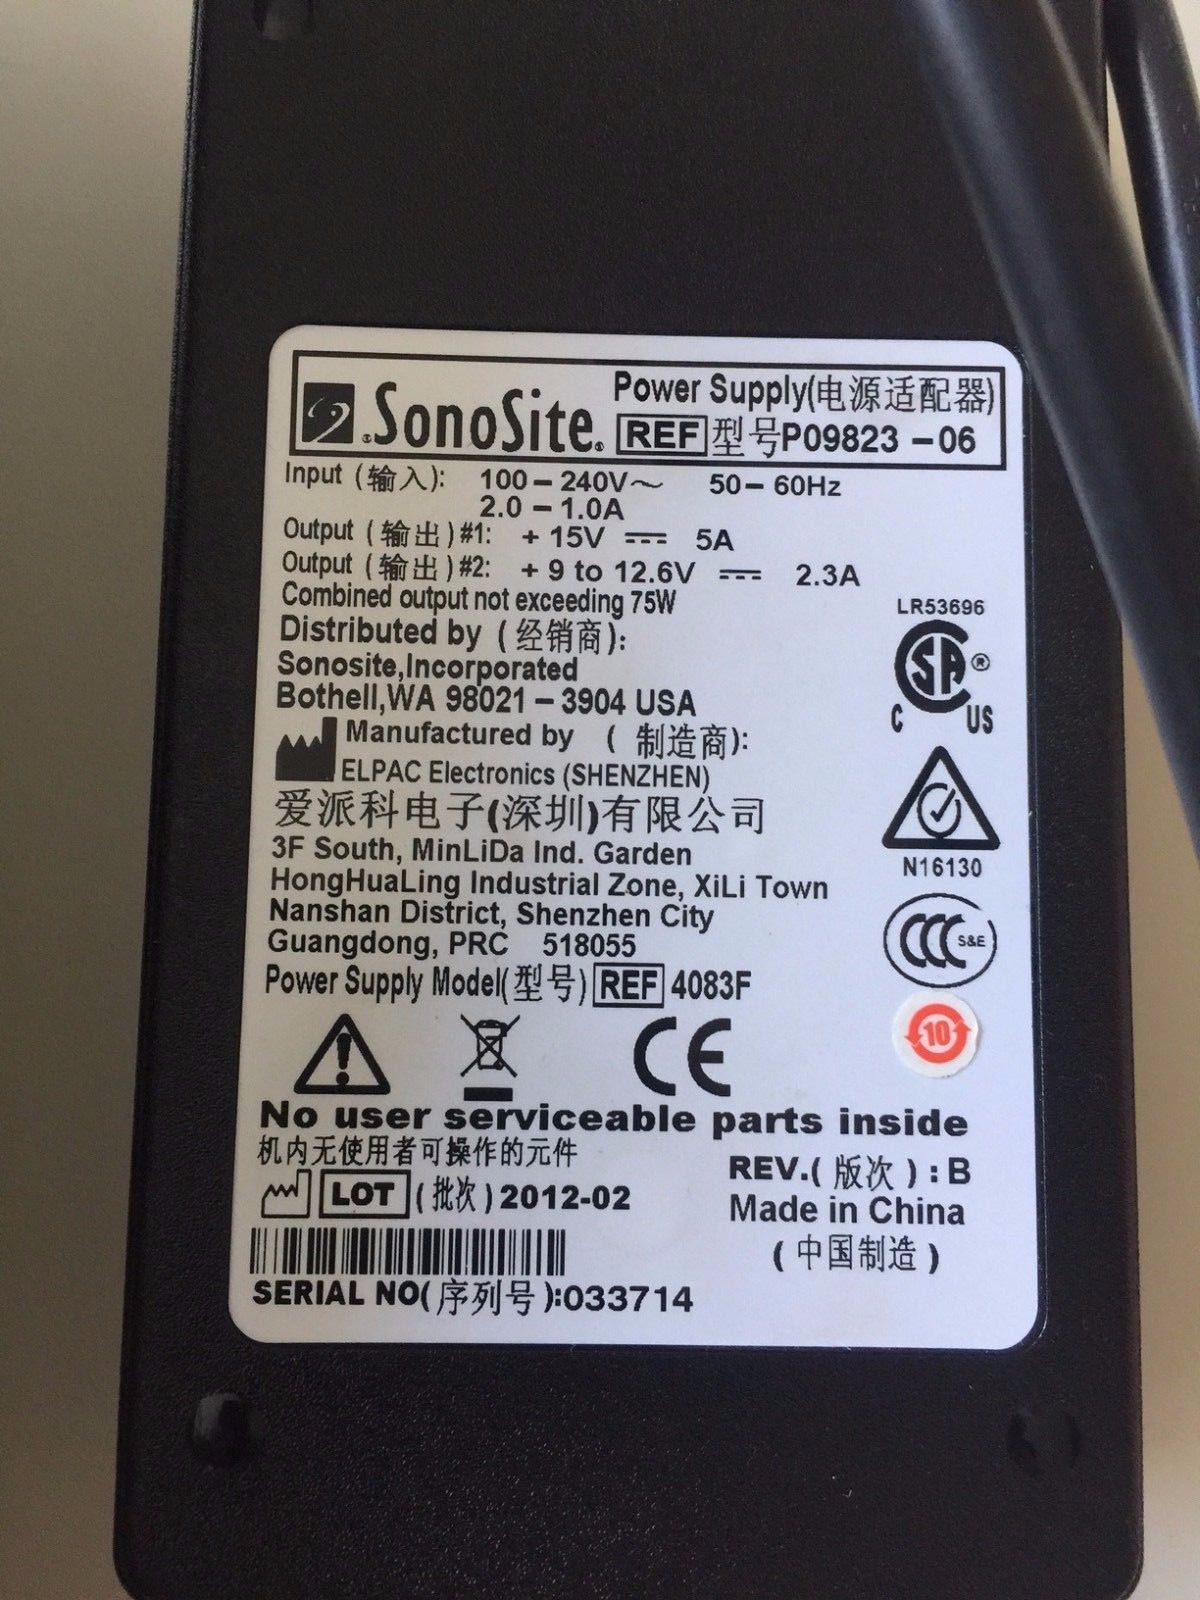 SonoSite®
Power Supply(电源适配器)
REF 型号P09823-06
Input (输入): 100-240V~ 50-60Hz
2.0-1.0A
Output (输出)#1: +15V ⎓ 5A
Output (输出)#2: +9 to 12.6V ⎓ 2.3A
Combined output not exceeding 75W
Distributed by (经销商):
Sonosite,Incorporated
Bothell,WA 98021-3904 USA
Manufactured by (制造商):
ELPAC Electronics (SHENZHEN)
爱派科电子(深圳)有限公司
3F South, MinLiDa Ind. Garden
HongHuaLing Industrial Zone, XiLi Town
Nanshan District, Shenzhen City
Guangdong, PRC 518055
Power Supply Model(型号) REF 4083F
LR53696
CSA®
C US
N16130
CCC S&E
10
CE
No user serviceable parts inside
机内无使用者可操作的元件
LOT (批次) 2012-02
REV.(版次):B
Made in China
(中国制造)
SERIAL NO(序列号):033714